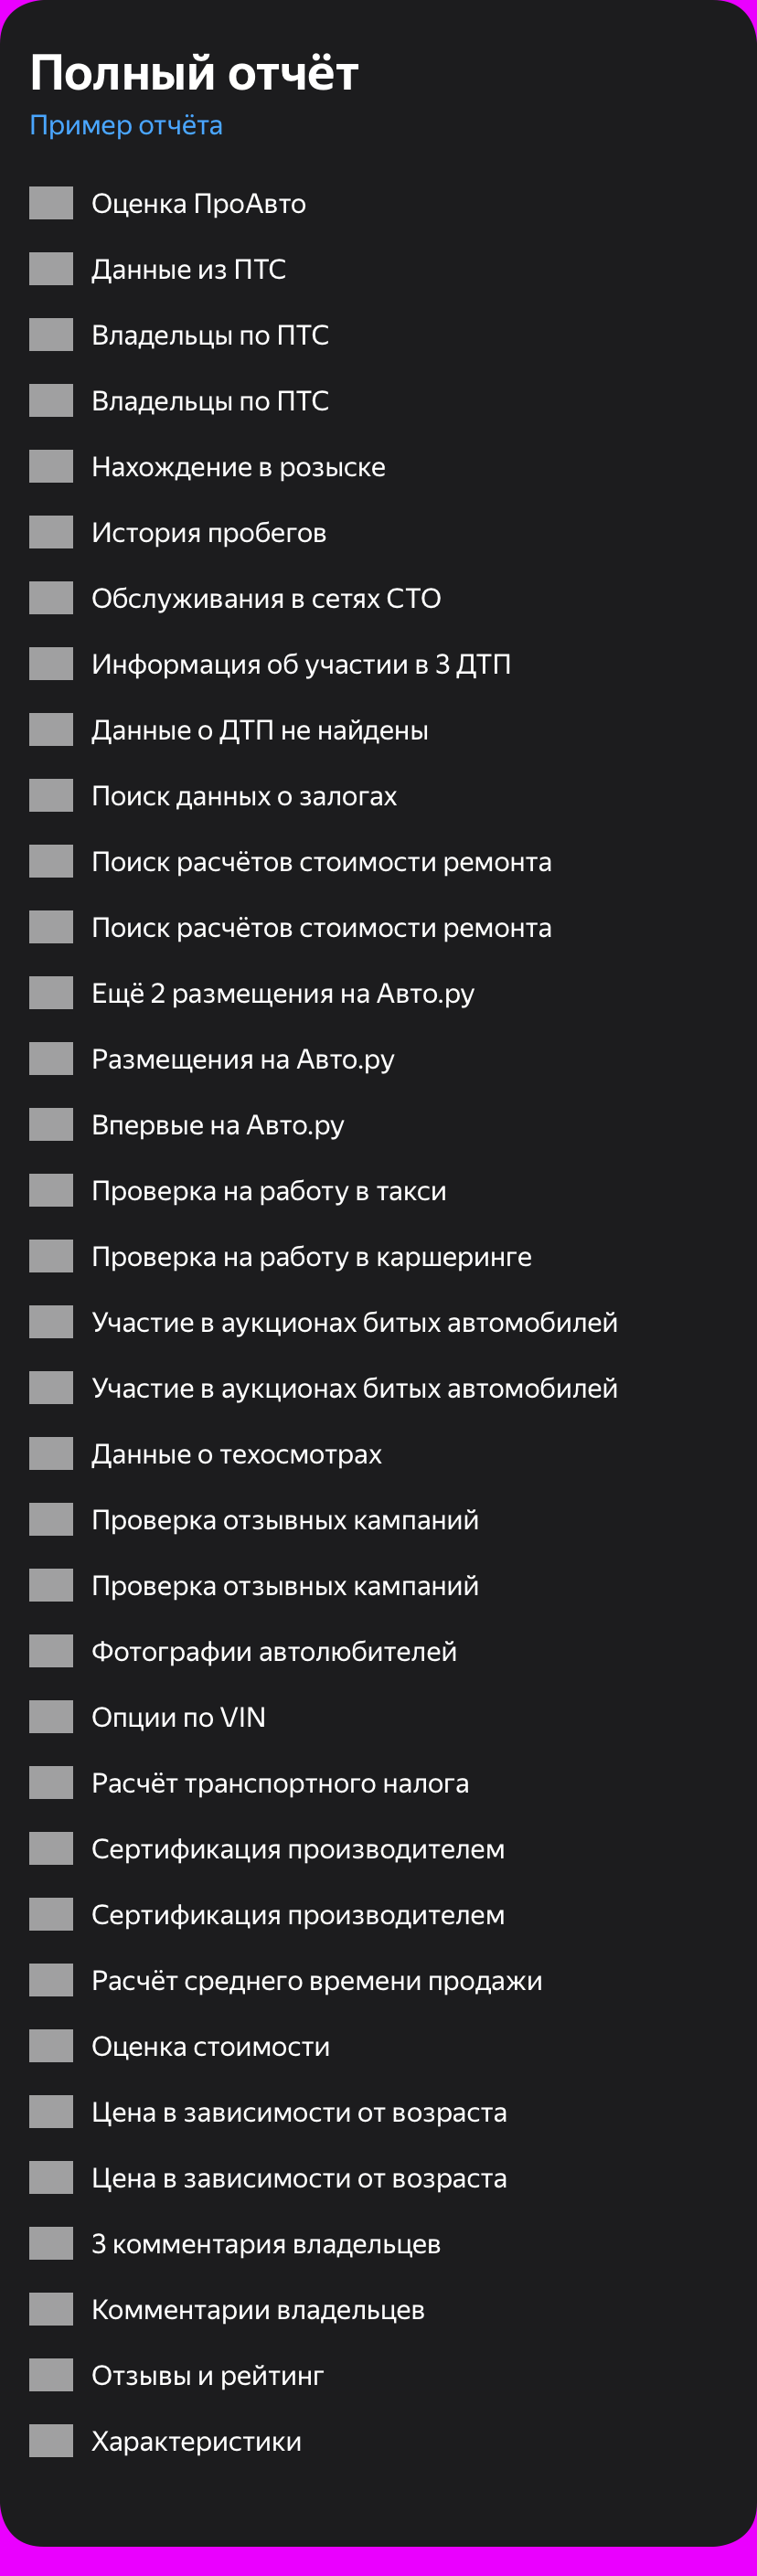 Полный отчёт
Пример отчёта
Оценка ПроАвто
Данные из ПТС
Владельцы по ПТС
Владельцы по ПТС
Нахождение в розыске
История пробегов
Обслуживания в сетях СТО
Информация об участии в 3 ДТП
Данные о ДТП не найдены
Поиск данных о залогах
Поиск расчётов стоимости ремонта
Поиск расчётов стоимости ремонта
Ещё 2 размещения на Авто.ру
Размещения на Авто.ру
Впервые на Авто.ру
Проверка на работу в такси
Проверка на работу в каршеринге
Участие в аукционах битых автомобилей
Участие в аукционах битых автомобилей
Данные о техосмотрах
Проверка отзывных кампаний
Проверка отзывных кампаний
Фотографии автолюбителей
Опции по VIN
Расчёт транспортного налога
Сертификация производителем
Сертификация производителем
Расчёт среднего времени продажи
Оценка стоимости
Цена в зависимости от возраста
Цена в зависимости от возраста
3 комментария владельцев
Комментарии владельцев
Отзывы и рейтинг
Характеристики